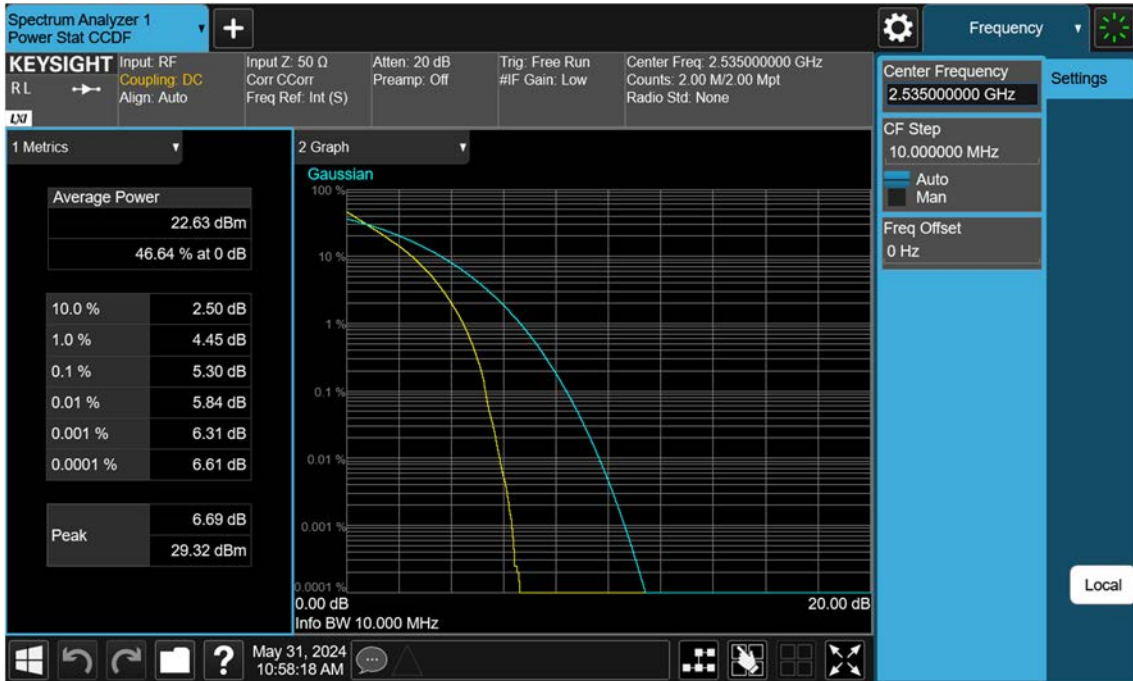 Spectrum Analyzer 1
Power Stat CCDF
+
Frequency
KEYSIGHT
R L
LXI
Input: RF
Coupling: DC
Align: Auto
Input Z: 50 Ω
Corr CCorr
Freq Ref: Int (S)
Atten: 20 dB
Preamp: Off
Trig: Free Run
#IF Gain: Low
Center Freq: 2.535000000 GHz
Counts: 2.00 M/2.00 Mpt
Radio Std: None
Center Frequency
2.535000000 GHz
Settings
CF Step
10.000000 MHz
Auto
Man
Freq Offset
0 Hz
1 Metrics
Average Power
22.63 dBm
46.64 % at 0 dB
10.0 % 2.50 dB
1.0 % 4.45 dB
0.1 % 5.30 dB
0.01 % 5.84 dB
0.001 % 6.31 dB
0.0001 % 6.61 dB
Peak
6.69 dB
29.32 dBm
2 Graph
Gaussian
100 %
10 %
1 %
0.1 %
0.01 %
0.001 %
0.0001 %
0.00 dB 20.00 dB
Info BW 10.000 MHz
Local
?
May 31, 2024
10:58:18 AM